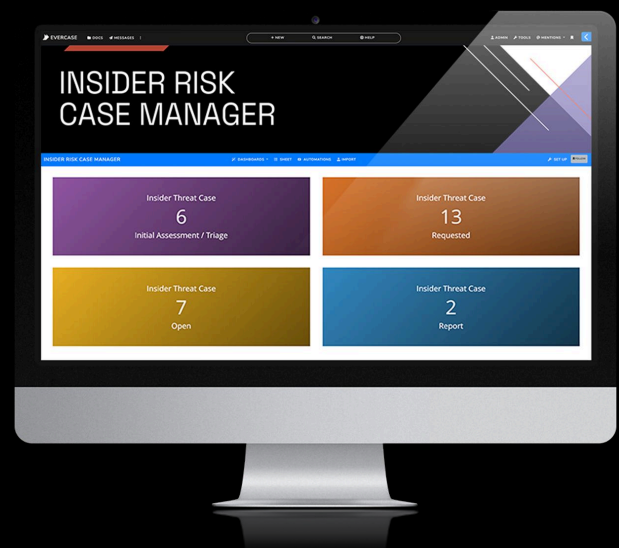 EVERCASE DOCS MESSAGES + NEW SEARCH HELP ADMIN TOOLS MENTIONS
INSIDER RISK
CASE MANAGER
INSIDER RISK CASE MANAGER DASHBOARDS SHEET AUTOMATIONS IMPORT SET UP
Insider Threat Case
6
Initial Assessment / Triage
Insider Threat Case
13
Requested
Insider Threat Case
7
Open
Insider Threat Case
2
Report